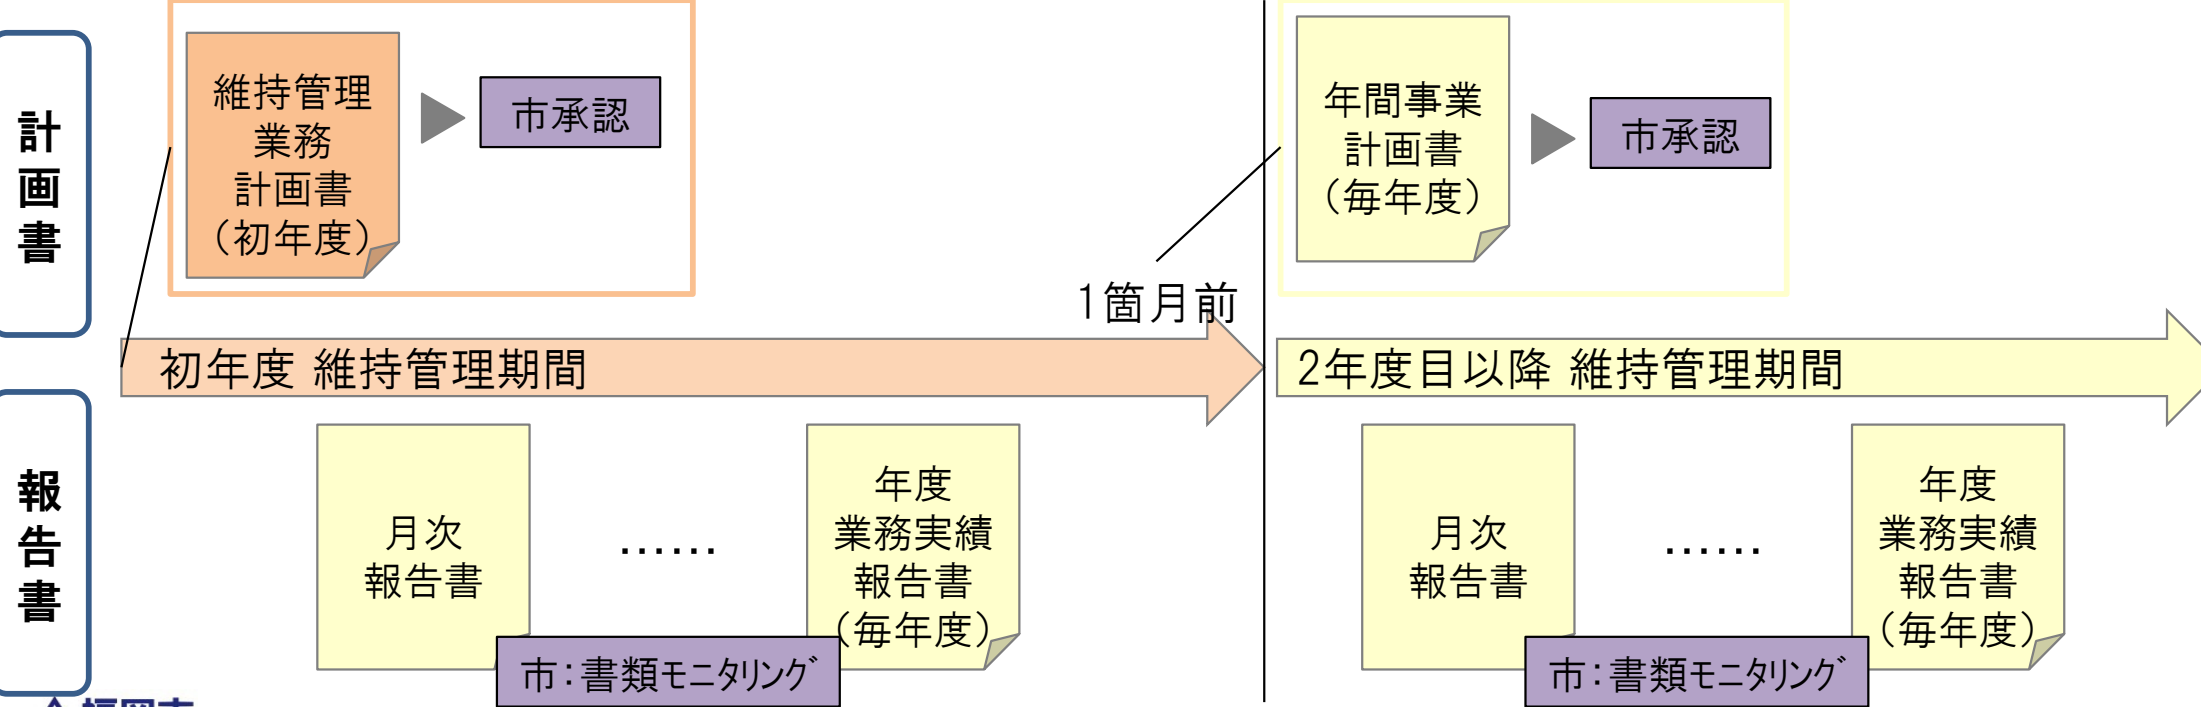 計画書
維持管理
業務
計画書
（初年度）
市承認
年間事業
計画書
（毎年度）
市承認
1箇月前
初年度 維持管理期間
2年度目以降 維持管理期間
報告書
月次
報告書
……
年度
業務実績
報告書
（毎年度）
市：書類ﾓﾆﾀﾘﾝｸﾞ
月次
報告書
……
年度
業務実績
報告書
（毎年度）
市：書類ﾓﾆﾀﾘﾝｸﾞ